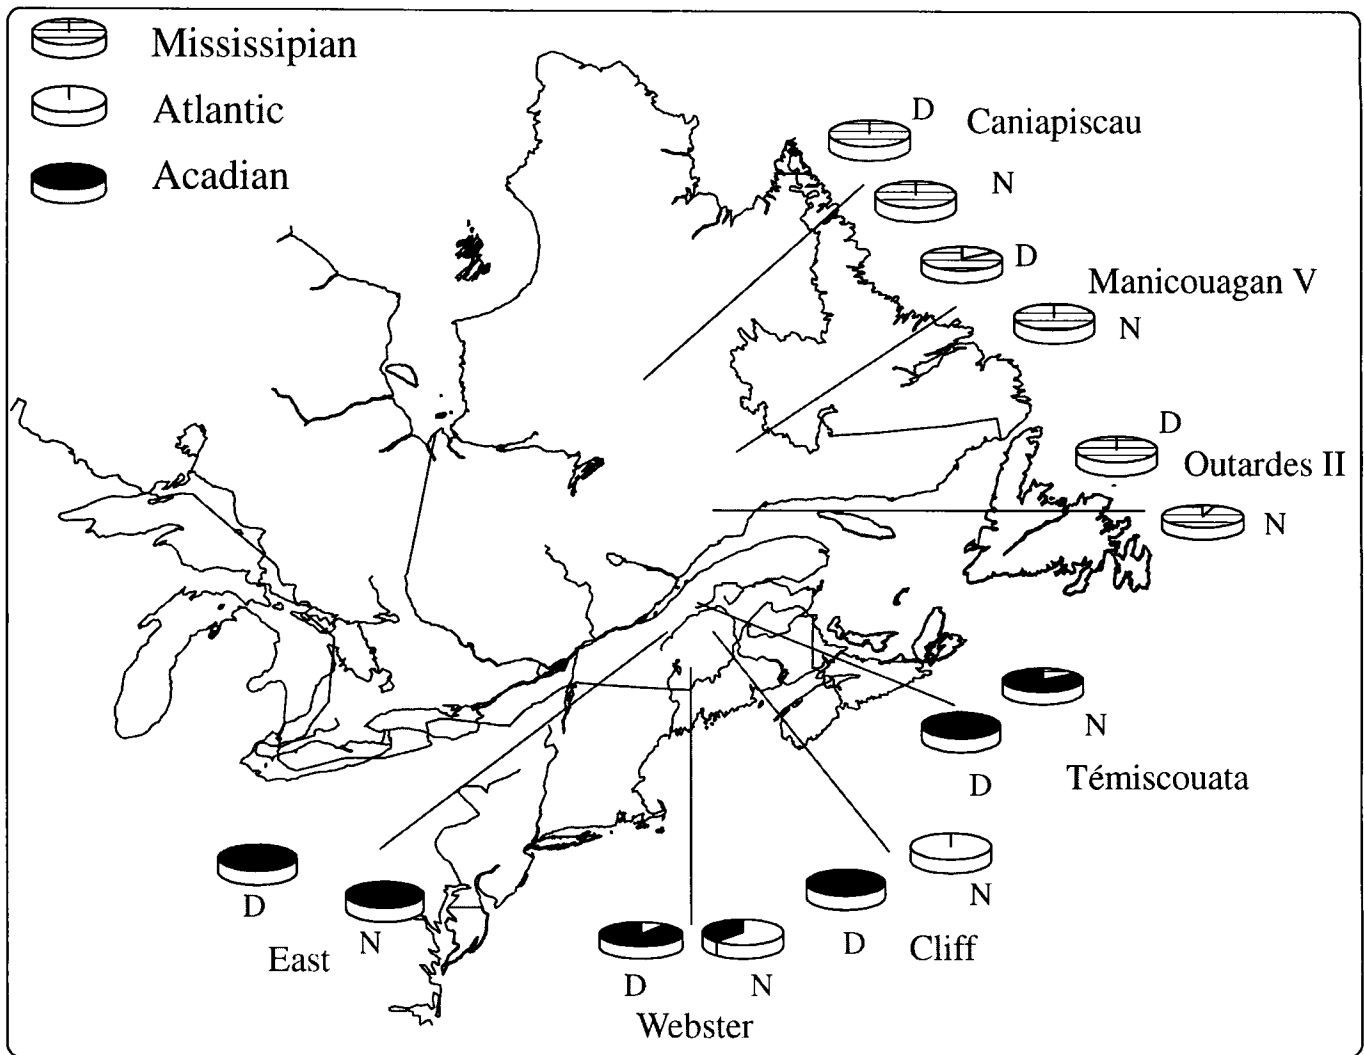 Mississipian
Atlantic
Acadian
D Caniapiscau
N
D
Manicouagan V
N
D
Outardes II
N
N
D
Témiscouata
N
D
Cliff
D
N
East
D
N
Webster